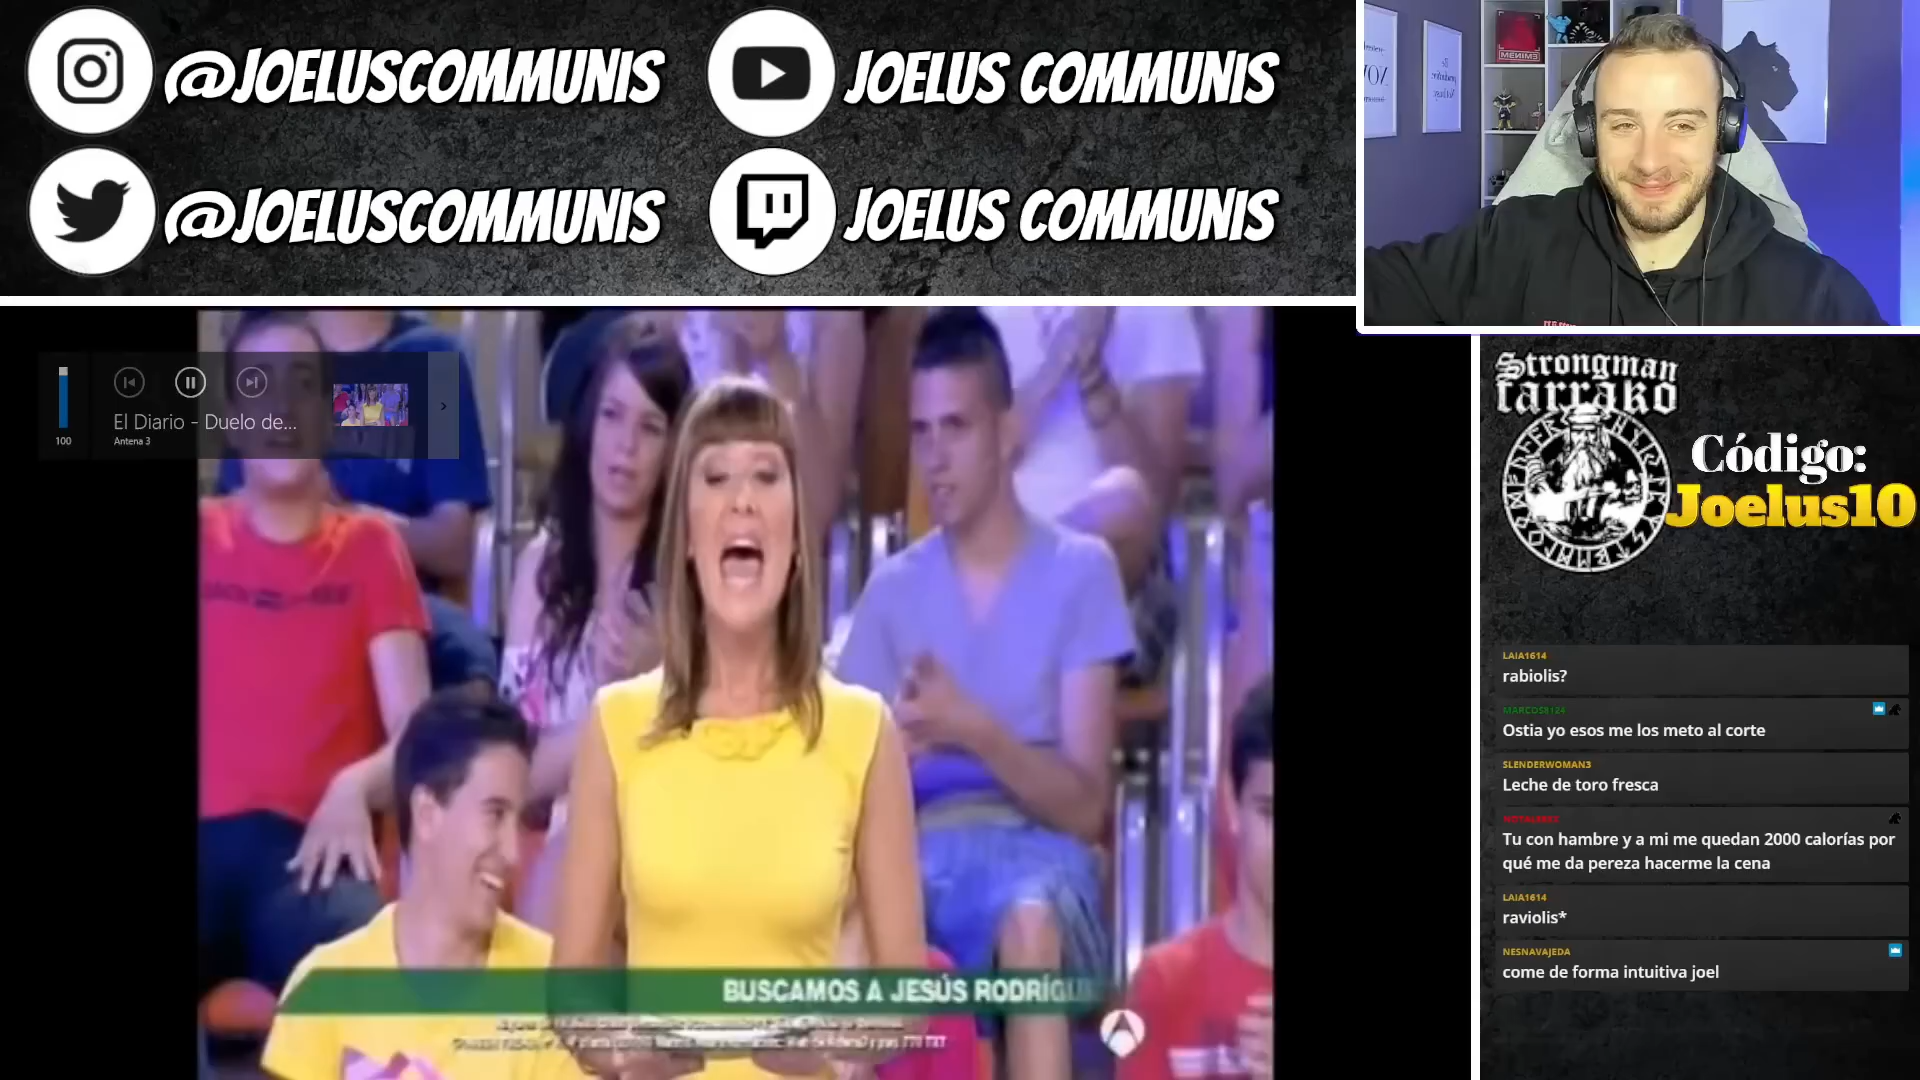 @JOELUSCOMMUNIS
JOELUS COMMUNIS
@JOELUSCOMMUNIS
JOELUS COMMUNIS
100
El Diario - Duelo de...
Antena 3
BUSCAMOS A JESÚS RODRÍGU
Strongman
tarrako
Código:
Joelus10
LAIA1614
rabiolis?
MARCOS8124
Ostia yo esos me los meto al corte
SLENDERWOMAN3
Leche de toro fresca
Tu con hambre y a mi me quedan 2000 calorías por
qué me da pereza hacerme la cena
LAIA1614
raviolis*
NESNAVAJEDA
come de forma intuitiva joel